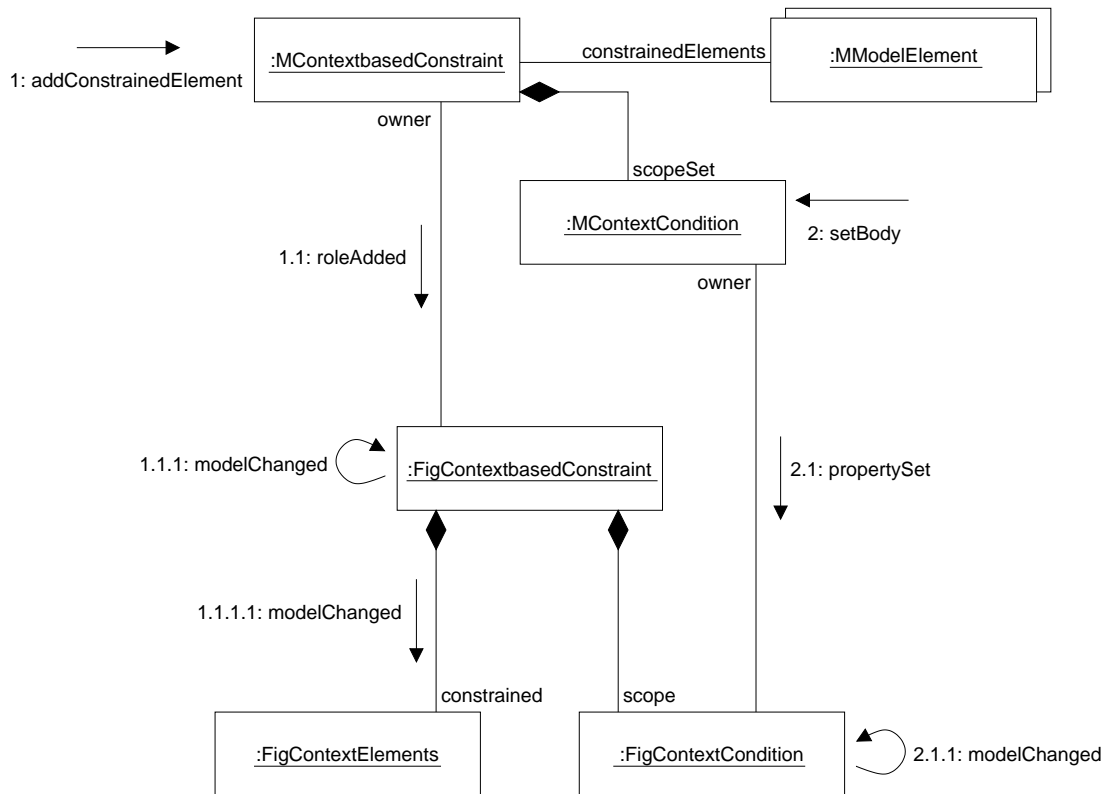 :MContextbasedConstraint
constrainedElements
:MModelElement
1: addConstrainedElement
owner
scopeSet
:MContextCondition
2: setBody
1.1: roleAdded
owner
1.1.1: modelChanged
:FigContextbasedConstraint
2.1: propertySet
1.1.1.1: modelChanged
constrained
scope
:FigContextElements
:FigContextCondition
2.1.1: modelChanged